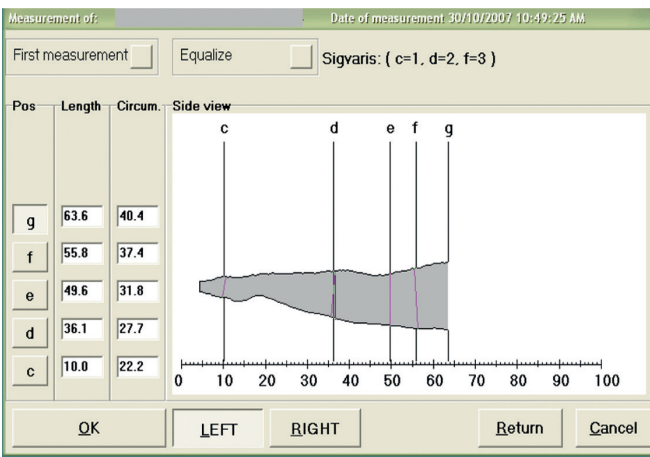 Measurement of: Date of measurement 30/10/2007 10:49:25 AM
First measurement Equalize Sigvaris: ( c=1, d=2, f=3 )
Pos Length Circum. Side view
c d e f g
g 63.6 40.4
f 55.8 37.4
e 49.6 31.8
d 36.1 27.7
c 10.0 22.2
0 10 20 30 40 50 60 70 80 90 100
OK LEFT RIGHT Return Cancel